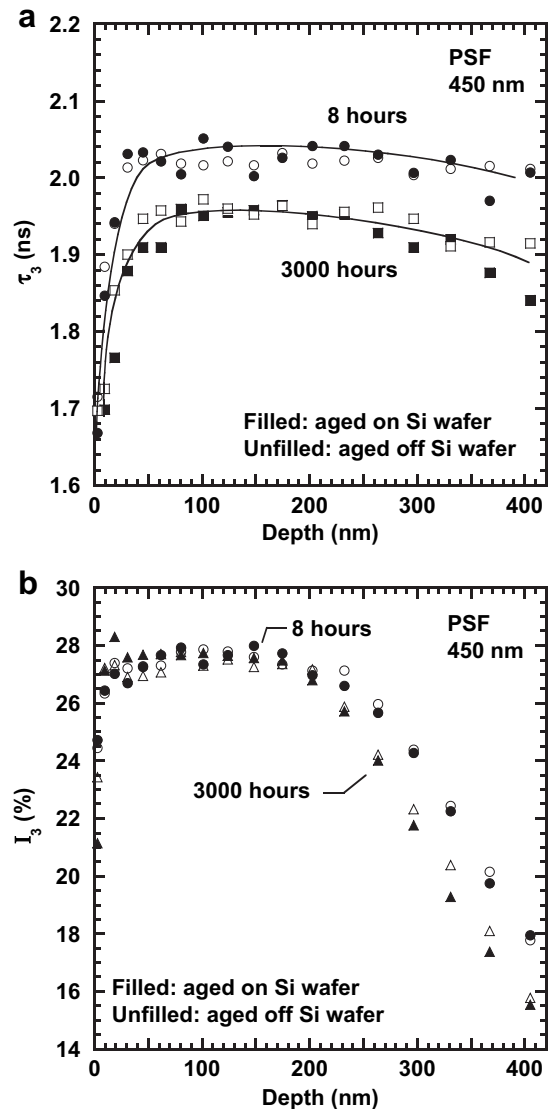 a
2.2
2.1
2.0
1.9
1.8
1.7
1.6
τ3 (ns)
PSF
450 nm
8 hours
3000 hours
Filled: aged on Si wafer
Unfilled: aged off Si wafer
0 100 200 300 400
Depth (nm)
b
30
28
26
24
22
20
18
16
14
I3 (%)
PSF
450 nm
8 hours
3000 hours
Filled: aged on Si wafer
Unfilled: aged off Si wafer
0 100 200 300 400
Depth (nm)